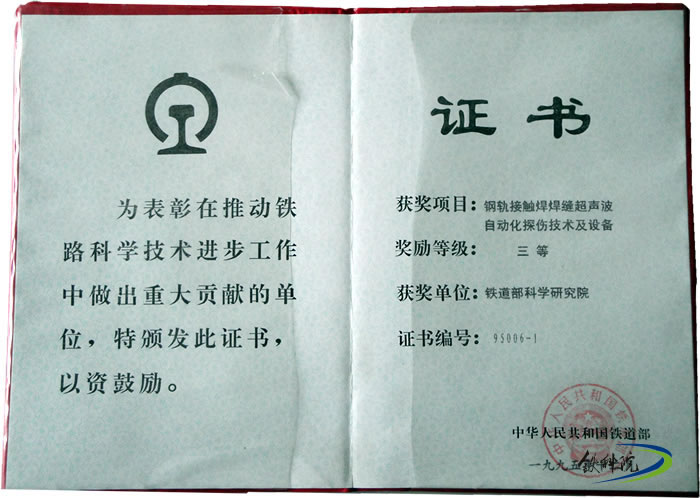 为表彰在推动铁
路科学技术进步工作
中做出重大贡献的单
位，特颁发此证书，
以资鼓励。
证书
获奖项目：钢轨接触焊焊缝超声波
自动化探伤技术及设备
奖励等级：三等
获奖单位：铁道部科学研究院
证书编号：95006-1
中华人民共和国铁道部
一九九五
铁科院